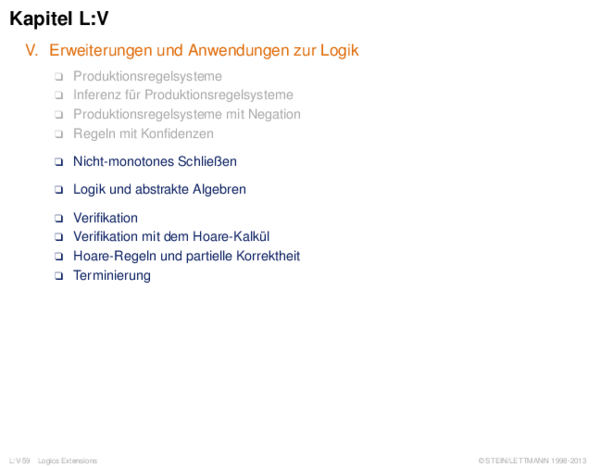 Kapitel L:V
V. Erweiterungen und Anwendungen zur Logik
❑ Produktionsregelsysteme
❑ Inferenz für Produktionsregelsysteme
❑ Produktionsregelsysteme mit Negation
❑ Regeln mit Konfidenzen
❑ Nicht-monotones Schließen
❑ Logik und abstrakte Algebren
❑ Verifikation
❑ Verifikation mit dem Hoare-Kalkül
❑ Hoare-Regeln und partielle Korrektheit
❑ Terminierung
L:V-59 Logics Extensions ©STEIN/LETTMANN 1998-2013